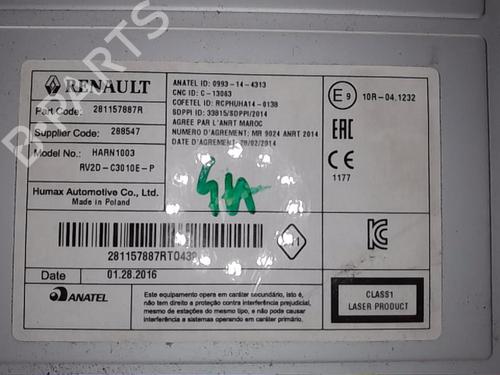 B-PARTS
RENAULT
Part Code: 281157887R
Supplier Code: 288547
Model No.: HARN1003
RV2D-C3010E-P
Humax Automotive Co., Ltd.
Made in Poland
ANATEL ID: 0993-14-4313
CNC ID: C-13063
COFETEL ID: RCPHUHA14-0138
SDPPI ID: 33815/SDPPI/2014
AGREE PAR L'ANRT MAROC
NUMERO D'AGREMENT: MR 9024 ANRT 2014
DATE D'AGREMENT: /02/2014
E9 10R-04.1232
EAC
CE
1177
281157887RT043
Date 01.28.2016
ANATEL
Este equipamento opera em caráter secundário, isto é,
não tem direito a proteção contra interferência prejudicial,
mesmo de estações do mesmo tipo, e não pode causar
interferência a sistemas operando em caráter primário.
CLASS1
LASER PRODUCT